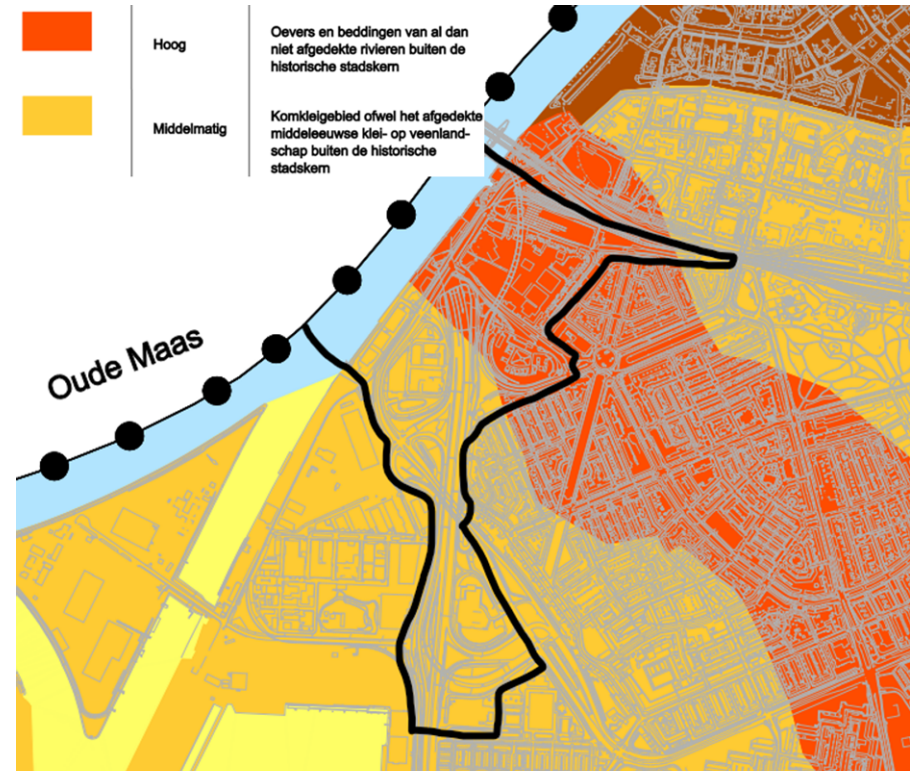 Hoog
Oevers en beddingen van al dan
niet afgedekte rivieren buiten de
historische stadskern
Middelmatig
Komkleigebied ofwel het afgedekte
middeleeuwse klei- op veenland-
schap buiten de historische
stadskern
Oude Maas